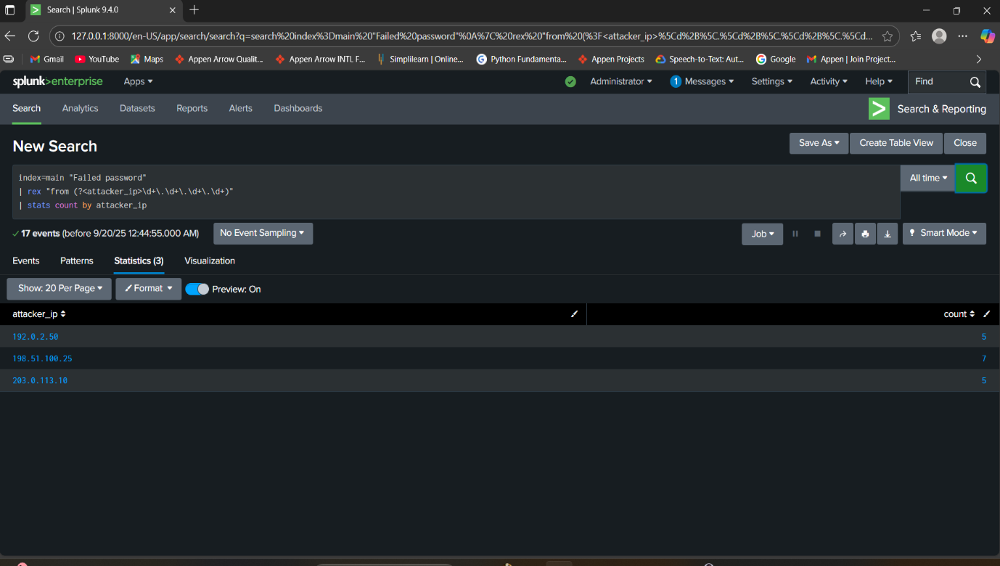 Search | Splunk 9.4.0
127.0.0.1:8000/en-US/app/search/search?q=search%20index%3Dmain%20"Failed%20password"%0A%7C%20rex%20"from%20(%3F<attacker_ip>%5Cd%2B%5C.%5Cd%2B%5C.%5Cd%2B%5C.%5Cd...
Gmail YouTube Maps Appen Arrow Qualit... Appen Arrow INTL F... Simplilearn | Online... Python Fundamenta... Appen Projects Speech-to-Text: Aut... Google Appen | Join Project...
splunk>enterprise Apps Administrator 1 Messages Settings Activity Help Find
Search Analytics Datasets Reports Alerts Dashboards Search & Reporting
New Search Save As Create Table View Close
index=main "Failed password" All time
| rex "from (?<attacker_ip>\d+\.\d+\.\d+\.\d+)"
| stats count by attacker_ip
17 events (before 9/20/25 12:44:55.000 AM) No Event Sampling Job Smart Mode
Events Patterns Statistics (3) Visualization
Show: 20 Per Page Format Preview: On
attacker_ip count
192.0.2.50 5
198.51.100.25 7
203.0.113.10 5